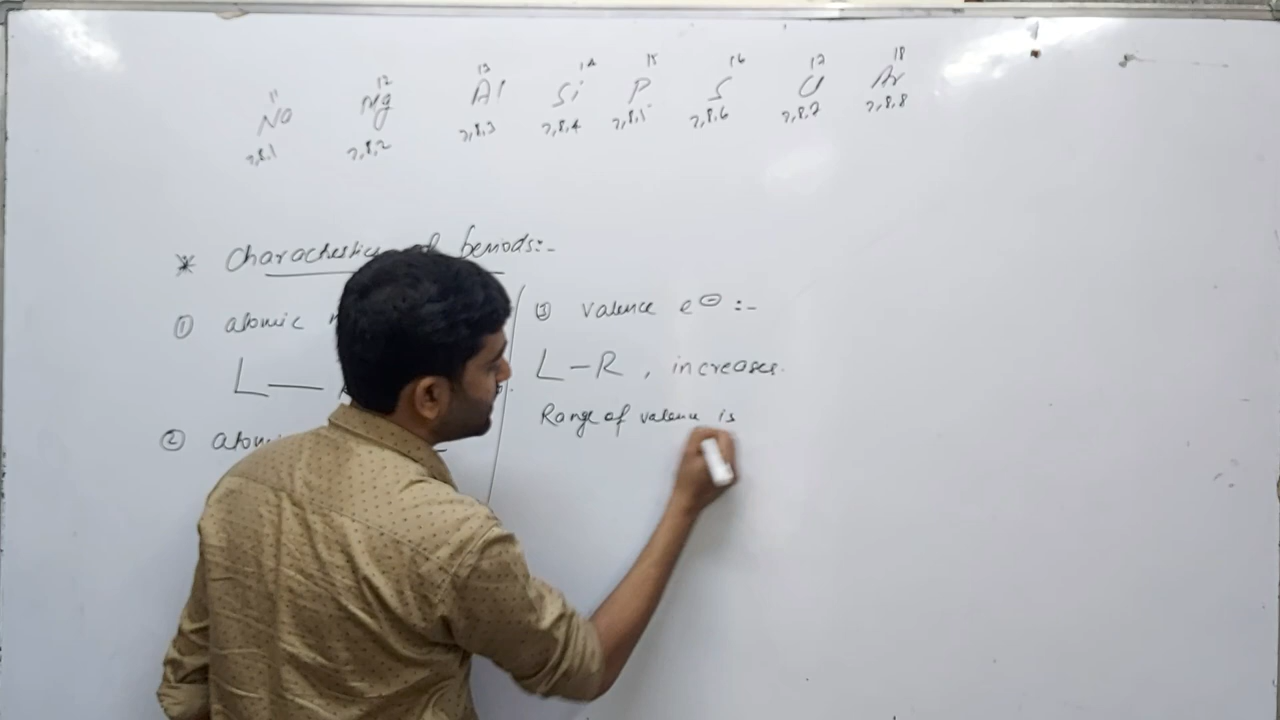 11 12 13 14 15 16 17 18
Na Mg Al Si P S Cl Ar
2,8,1 2,8,2 2,8,3 2,8,4 2,8,5 2,8,6 2,8,7 2,8,8
* Charachestics of
① atomic
L—
② atom
③ valence e⊖ :-
L-R, increases.
Range of valence is